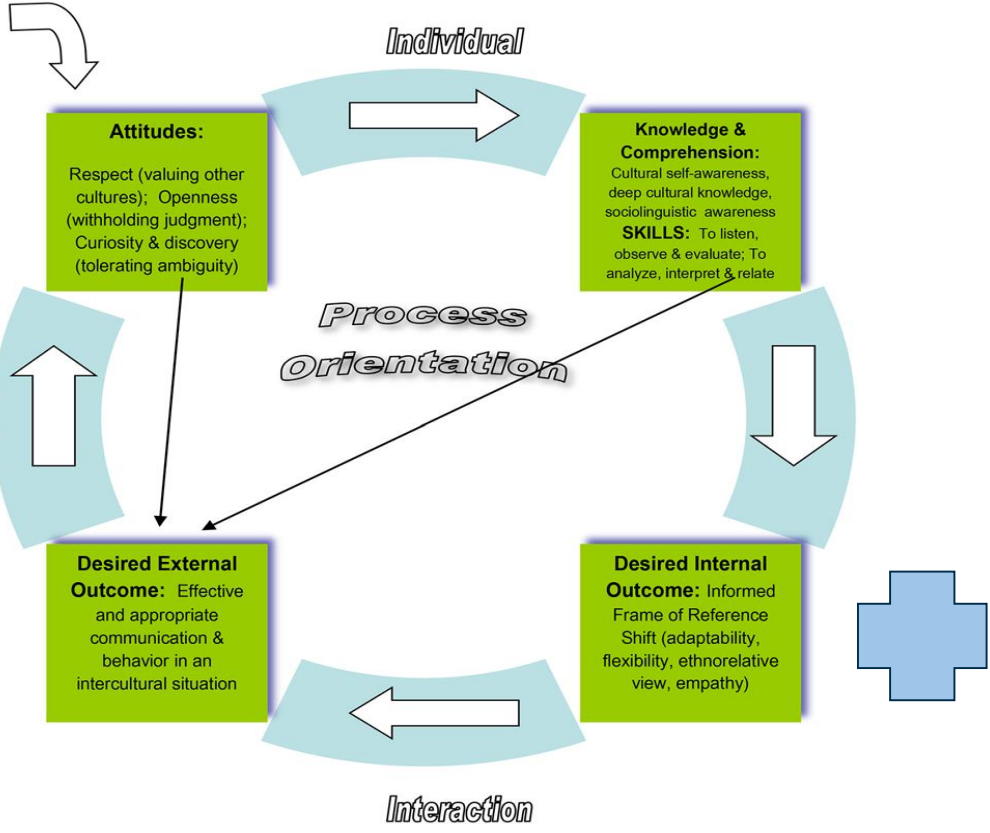 Individual
Attitudes:
Respect (valuing other
cultures); Openness
(withholding judgment);
Curiosity & discovery
(tolerating ambiguity)
Knowledge &
Comprehension:
Cultural self-awareness,
deep cultural knowledge,
sociolinguistic awareness
SKILLS: To listen,
observe & evaluate; To
analyze, interpret & relate
Process
Orientation
Desired External
Outcome: Effective
and appropriate
communication &
behavior in an
intercultural situation
Desired Internal
Outcome: Informed
Frame of Reference
Shift (adaptability,
flexibility, ethnorelative
view, empathy)
Interaction